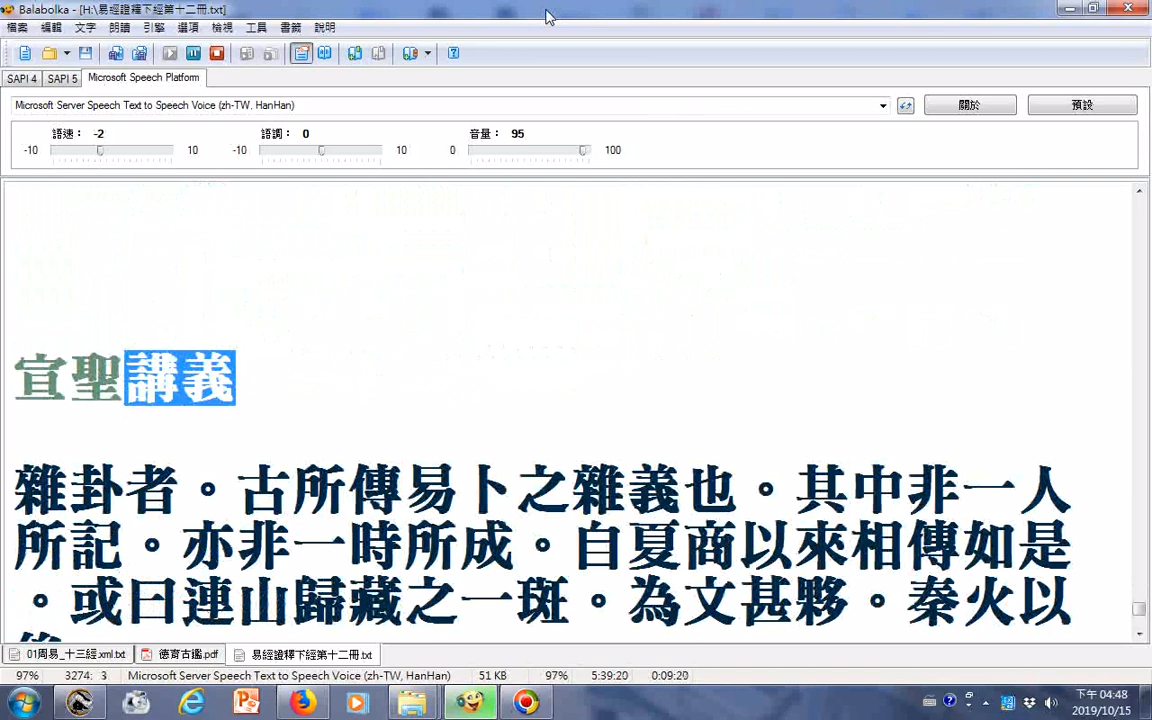 Balabolka - [H:\易經證釋下經第十二冊.txt]
檔案 編輯 文字 朗讀 引擎 選項 檢視 工具 書籤 說明
SAPI 4 SAPI 5 Microsoft Speech Platform
Microsoft Server Speech Text to Speech Voice (zh-TW, HanHan) 關於 預設
語速： -2 語調： 0 音量： 95
-10 10 -10 10 0 100
宣聖講義
雜卦者。古所傳易卜之雜義也。其中非一人
所記。亦非一時所成。自夏商以來相傳如是
。或曰連山歸藏之一斑。為文甚夥。秦火以
01周易_十三經.xml.txt 德育古鑑.pdf 易經證釋下經第十二冊.txt
97% 3274: 3 Microsoft Server Speech Text to Speech Voice (zh-TW, HanHan) 51 KB 97% 5:39:20 0:09:20
下午 04:48
2019/10/15